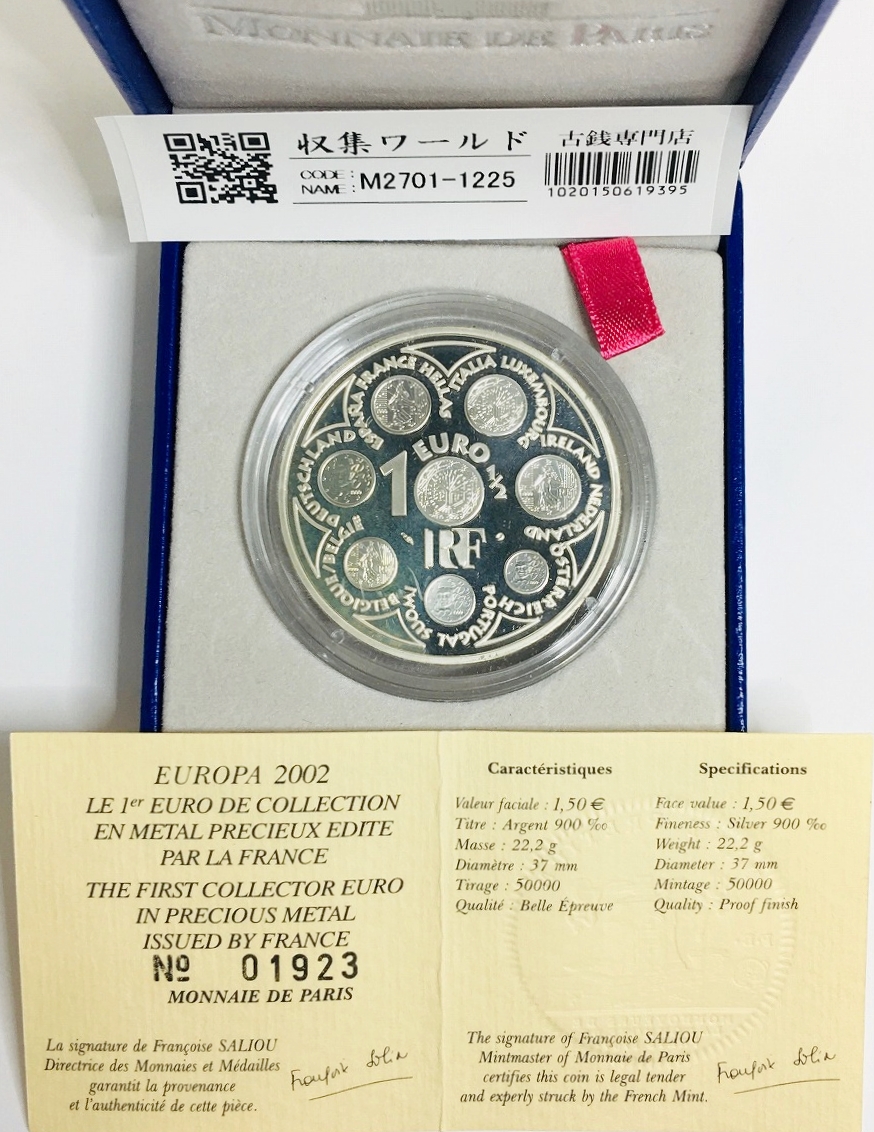 MONNAIE DE PARIS
収集ワールド
古銭専門店
CODE:
NAME:
M2701-1225
1020150619395
ESPAÑA FRANCE HELLAS
ITALIA LUXEMBOURG
IRELAND NEDERLAND
ÖSTERREICH
PORTUGAL SUOMI
BELGIQUE/BELGIË
DEUTSCHLAND
1 EURO 1/2
RF
EUROPA 2002
LE 1er EURO DE COLLECTION
EN METAL PRECIEUX EDITE
PAR LA FRANCE
THE FIRST COLLECTOR EURO
IN PRECIOUS METAL
ISSUED BY FRANCE
Nº 01923
MONNAIE DE PARIS
La signature de Françoise SALIOU
Directrice des Monnaies et Médailles
garantit la provenance
et l'authenticité de cette pièce.
Caractéristiques
Valeur faciale : 1,50 €
Titre : Argent 900 ‰
Masse : 22,2 g
Diamètre : 37 mm
Tirage : 50000
Qualité : Belle Épreuve
Specifications
Face value : 1,50 €
Fineness : Silver 900 ‰
Weight : 22,2 g
Diameter : 37 mm
Mintage : 50000
Quality : Proof finish
The signature of Françoise SALIOU
Mintmaster of Monnaie de Paris
certifies this coin is legal tender
and experly struck by the French Mint.